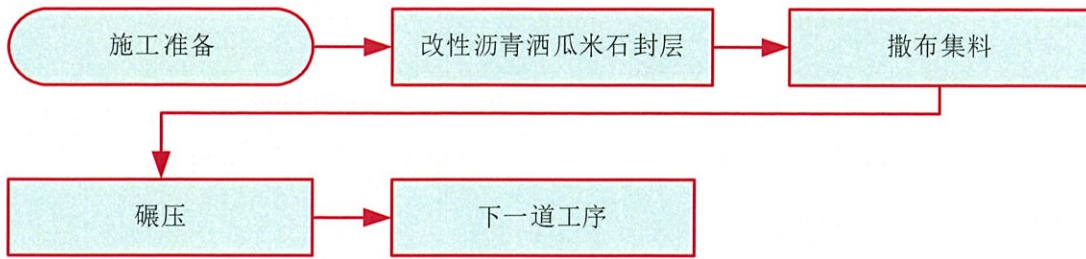 施工准备
改性沥青洒瓜米石封层
撒布集料
碾压
下一道工序